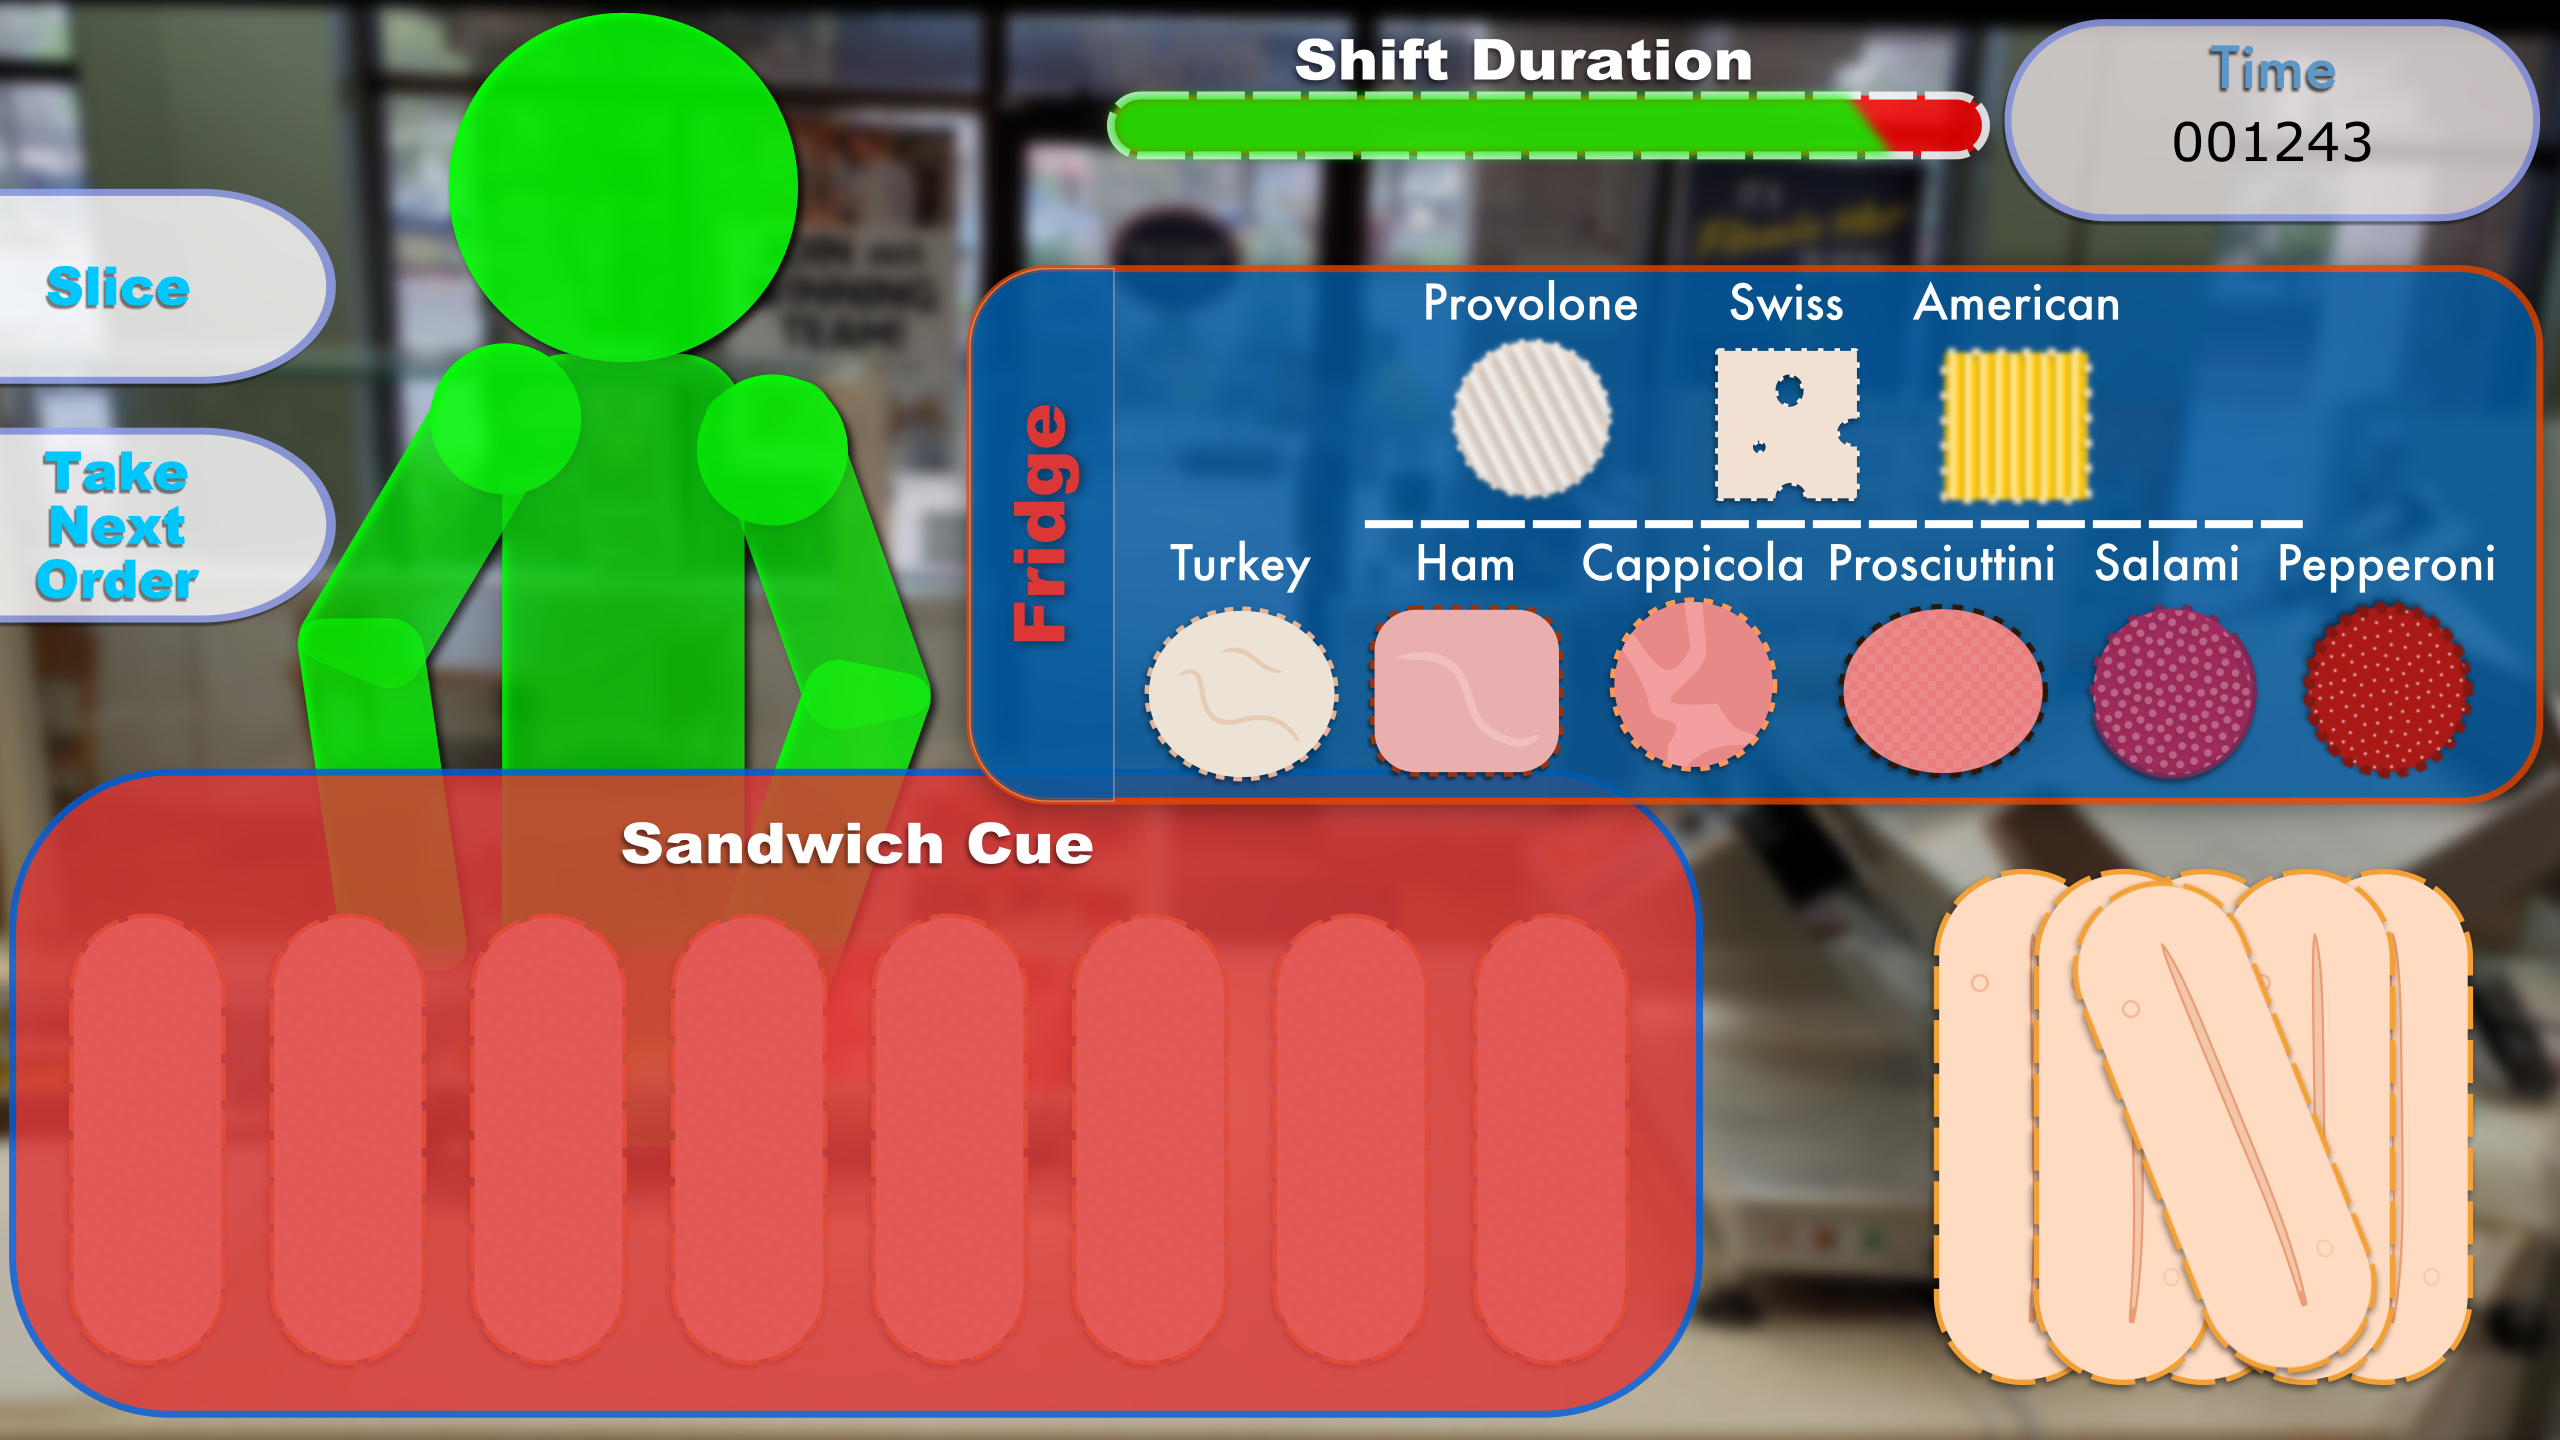 Shift Duration
Time
001243
Slice
Take
Next
Order
Fridge
Provolone Swiss American
Turkey Ham Cappicola Prosciuttini Salami Pepperoni
Sandwich Cue
TEAM!